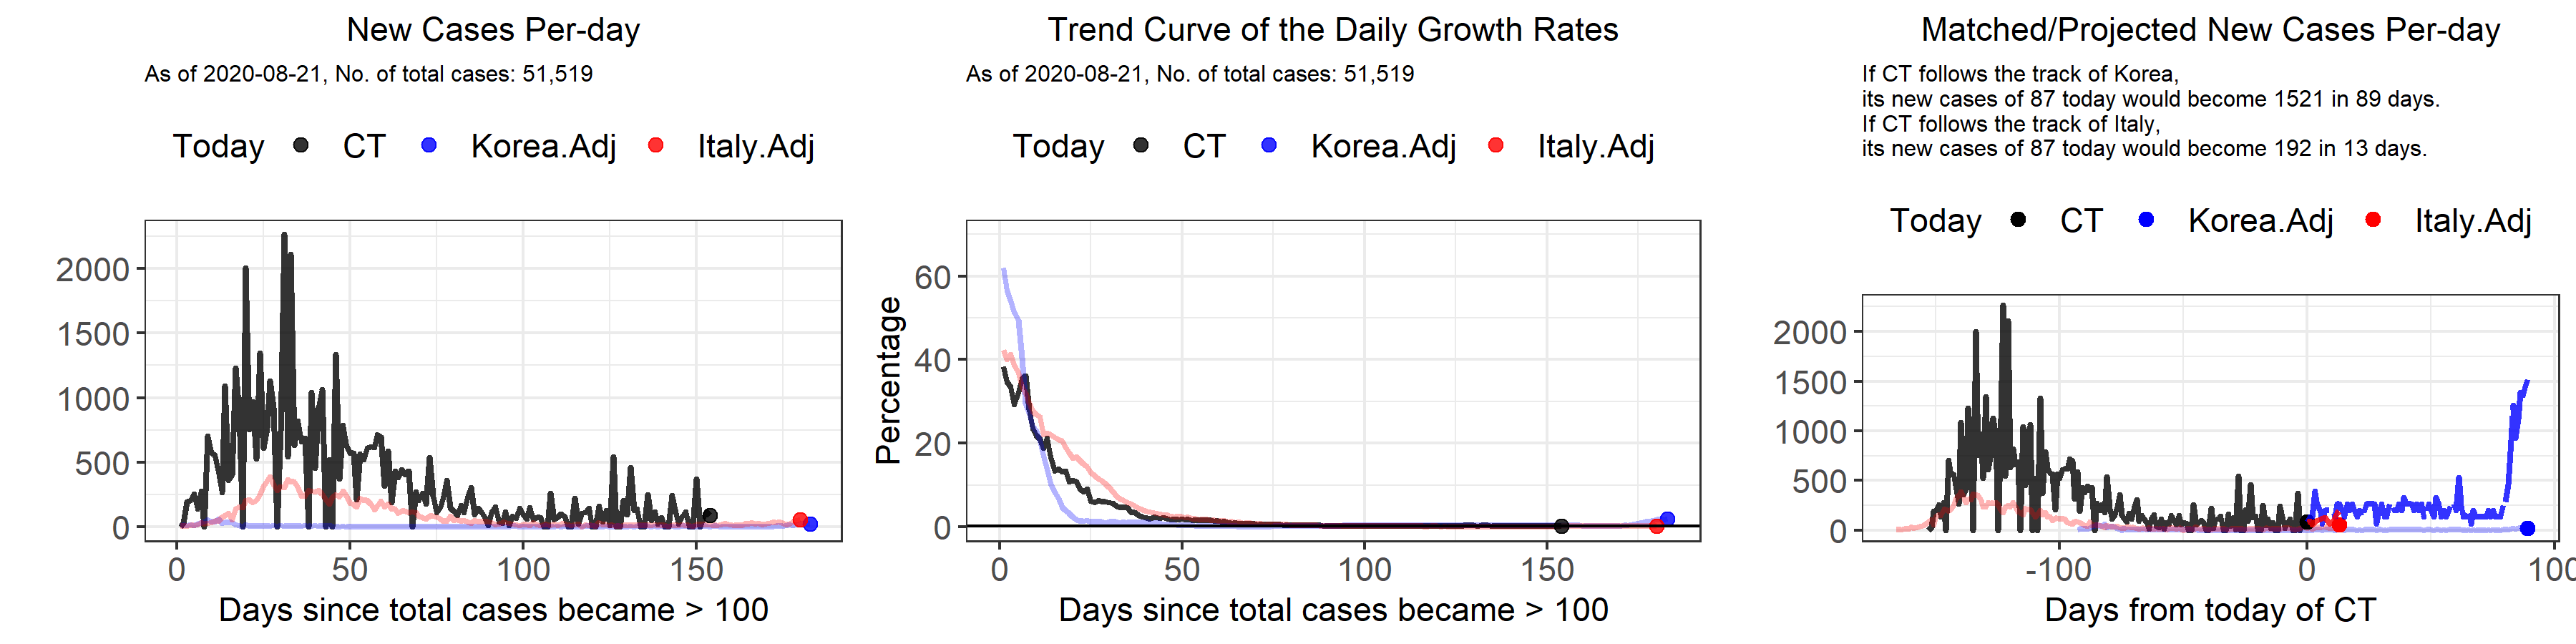 New Cases Per-day
As of 2020-08-21, No. of total cases: 51,519
Today CT Korea.Adj Italy.Adj
2000
1500
1000
500
0
0 50 100 150
Days since total cases became > 100
Trend Curve of the Daily Growth Rates
As of 2020-08-21, No. of total cases: 51,519
Today CT Korea.Adj Italy.Adj
Percentage
60
40
20
0
0 50 100 150
Days since total cases became > 100
Matched/Projected New Cases Per-day
If CT follows the track of Korea,
its new cases of 87 today would become 1521 in 89 days.
If CT follows the track of Italy,
its new cases of 87 today would become 192 in 13 days.
Today CT Korea.Adj Italy.Adj
2000
1500
1000
500
0
-100 0 100
Days from today of CT